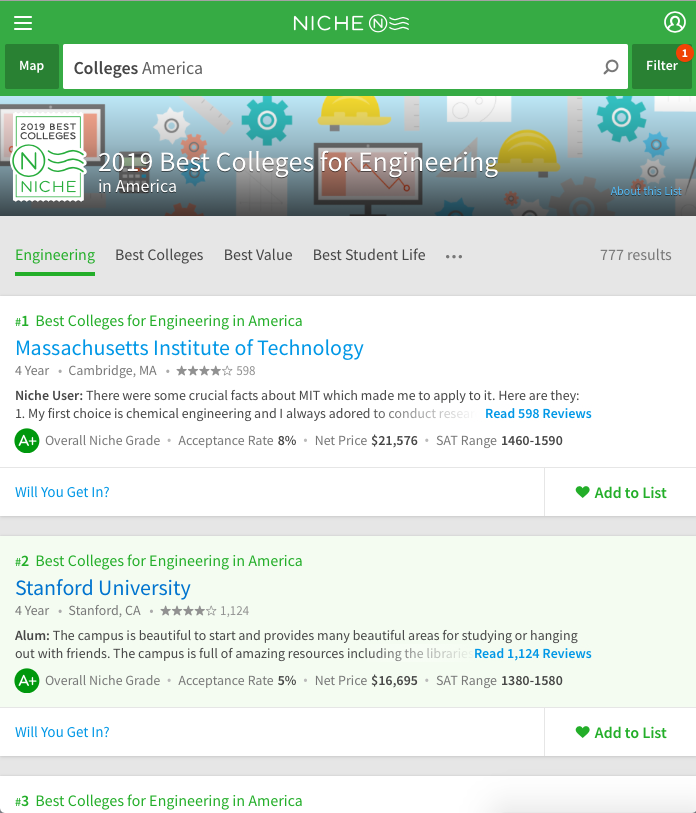 NICHE N
Map
Colleges America
Filter
1
2019 BEST
COLLEGES
N
NICHE
2019 Best Colleges for Engineering
in America
About this List
Engineering
Best Colleges
Best Value
Best Student Life
•••
777 results
#1 Best Colleges for Engineering in America
Massachusetts Institute of Technology
4 Year • Cambridge, MA • ★★★★☆ 598
Niche User: There were some crucial facts about MIT which made me to apply to it. Here are they:
1. My first choice is chemical engineering and I always adored to conduct resea Read 598 Reviews
A+ Overall Niche Grade • Acceptance Rate 8% • Net Price $21,576 • SAT Range 1460-1590
Will You Get In?
Add to List
#2 Best Colleges for Engineering in America
Stanford University
4 Year • Stanford, CA • ★★★★☆ 1,124
Alum: The campus is beautiful to start and provides many beautiful areas for studying or hanging
out with friends. The campus is full of amazing resources including the librarie Read 1,124 Reviews
A+ Overall Niche Grade • Acceptance Rate 5% • Net Price $16,695 • SAT Range 1380-1580
Will You Get In?
Add to List
#3 Best Colleges for Engineering in America